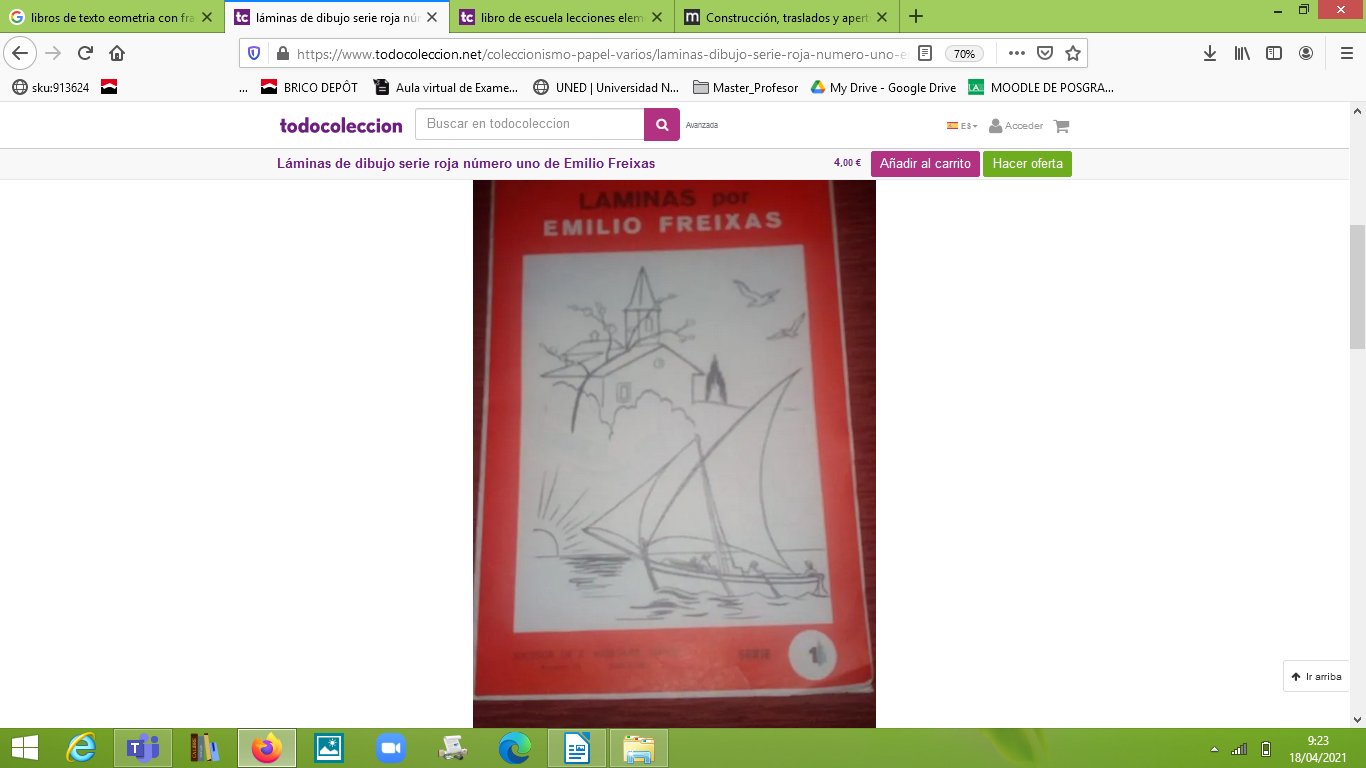 libros de texto eometria con fra
láminas de dibujo serie roja nú
libro de escuela lecciones elem
Construcción, traslados y apert
https://www.todocoleccion.net/coleccionismo-papel-varios/laminas-dibujo-serie-roja-numero-uno-e
70%
sku:913624
...
BRICO DEPÔT
Aula virtual de Exame...
UNED | Universidad N...
Master_Profesor
My Drive - Google Drive
MOODLE DE POSGRA...
todocoleccion
Buscar en todocoleccion
Avanzada
ES
Acceder
Láminas de dibujo serie roja número uno de Emilio Freixas
4,00 €
Añadir al carrito
Hacer oferta
LAMINAS por
EMILIO FREIXAS
SERIE
1
Ir arriba
9:23
18/04/2021